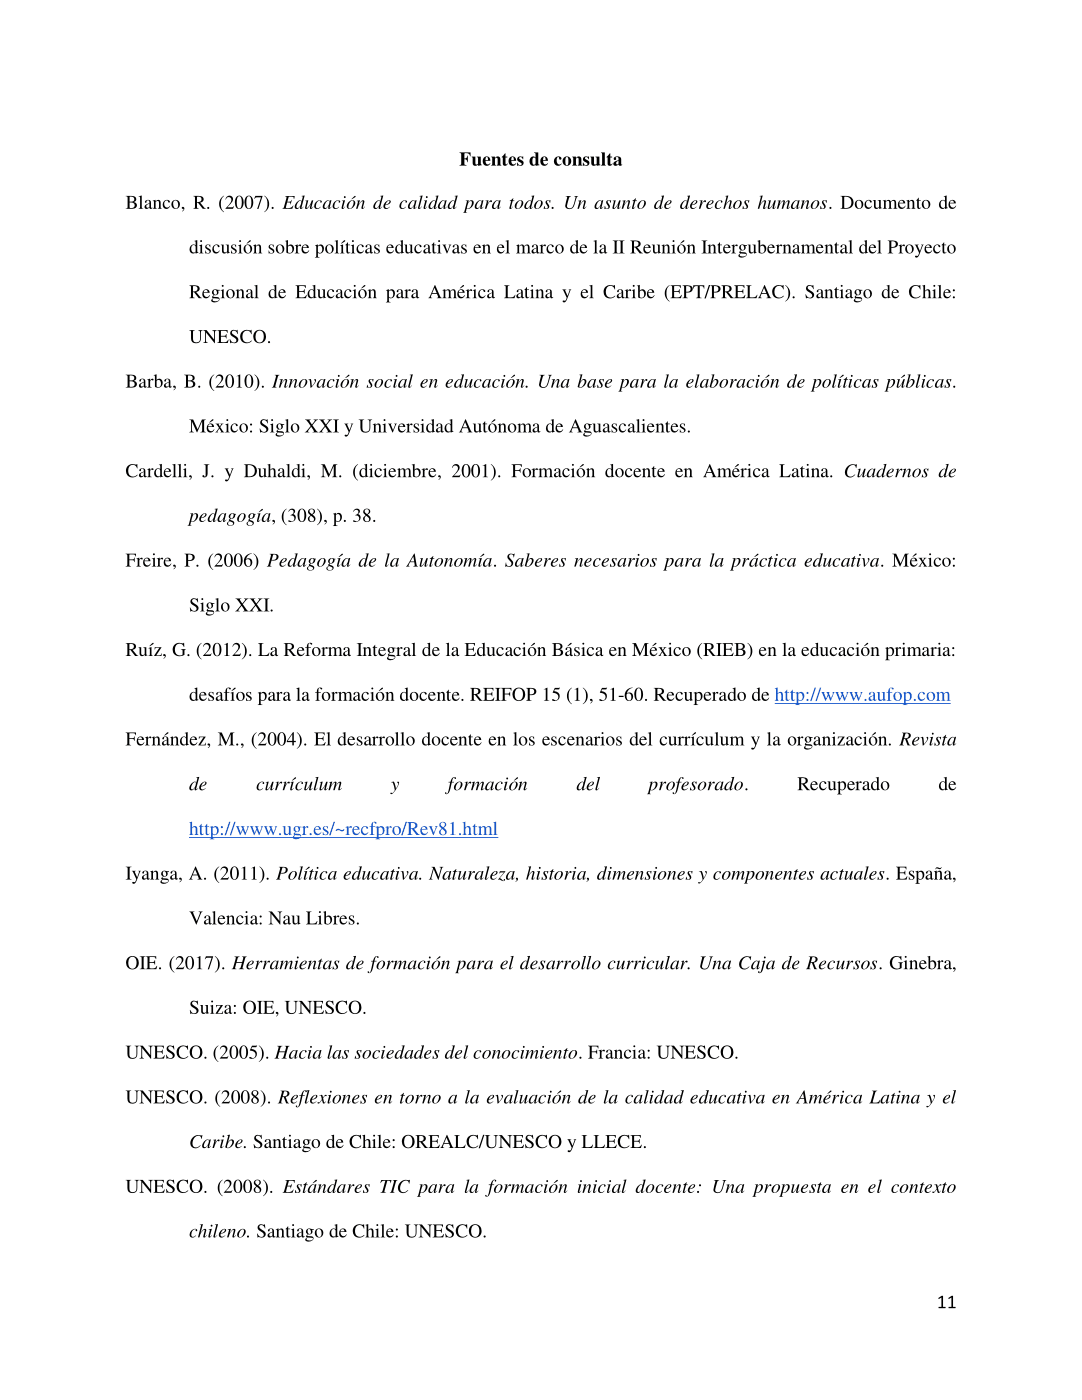 Fuentes de consulta
Blanco, R. (2007). Educación de calidad para todos. Un asunto de derechos humanos. Documento de
discusión sobre políticas educativas en el marco de la II Reunión Intergubernamental del Proyecto
Regional de Educación para América Latina y el Caribe (EPT/PRELAC). Santiago de Chile:
UNESCO.
Barba, B. (2010). Innovación social en educación. Una base para la elaboración de políticas públicas.
México: Siglo XXI y Universidad Autónoma de Aguascalientes.
Cardelli, J. y Duhaldi, M. (diciembre, 2001). Formación docente en América Latina. Cuadernos de
pedagogía, (308), p. 38.
Freire, P. (2006) Pedagogía de la Autonomía. Saberes necesarios para la práctica educativa. México:
Siglo XXI.
Ruíz, G. (2012). La Reforma Integral de la Educación Básica en México (RIEB) en la educación primaria:
desafíos para la formación docente. REIFOP 15 (1), 51-60. Recuperado de http://www.aufop.com
Fernández, M., (2004). El desarrollo docente en los escenarios del currículum y la organización. Revista
de currículum y formación del profesorado. Recuperado de
http://www.ugr.es/~recfpro/Rev81.html
Iyanga, A. (2011). Política educativa. Naturaleza, historia, dimensiones y componentes actuales. España,
Valencia: Nau Libres.
OIE. (2017). Herramientas de formación para el desarrollo curricular. Una Caja de Recursos. Ginebra,
Suiza: OIE, UNESCO.
UNESCO. (2005). Hacia las sociedades del conocimiento. Francia: UNESCO.
UNESCO. (2008). Reflexiones en torno a la evaluación de la calidad educativa en América Latina y el
Caribe. Santiago de Chile: OREALC/UNESCO y LLECE.
UNESCO. (2008). Estándares TIC para la formación inicial docente: Una propuesta en el contexto
chileno. Santiago de Chile: UNESCO.
11